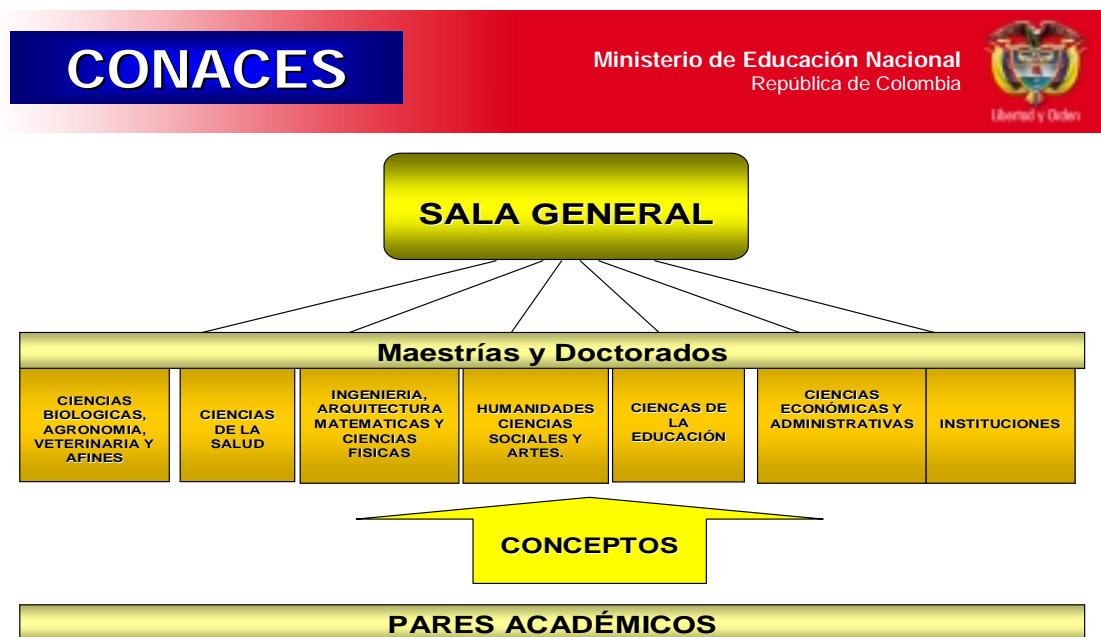 CONACES
Ministerio de Educación Nacional
República de Colombia
Libertad y Orden
SALA GENERAL
Maestrías y Doctorados
CIENCIAS
BIOLOGICAS,
AGRONOMIA,
VETERINARIA Y
AFINES
CIENCIAS
DE LA
SALUD
INGENIERIA,
ARQUITECTURA
MATEMATICAS Y
CIENCIAS
FISICAS
HUMANIDADES
CIENCIAS
SOCIALES Y
ARTES.
CIENCAS DE
LA
EDUCACIÓN
CIENCIAS
ECONÓMICAS Y
ADMINISTRATIVAS
INSTITUCIONES
CONCEPTOS
PARES ACADÉMICOS